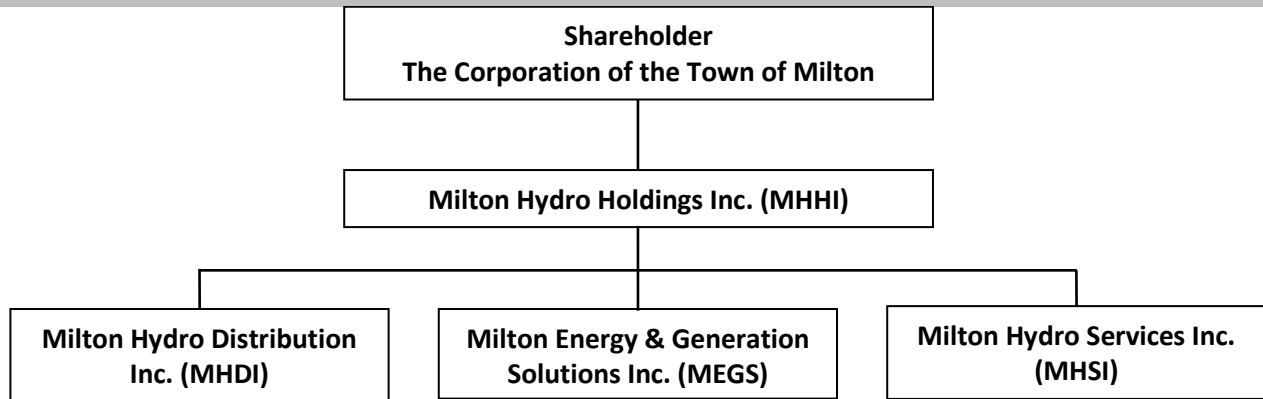 Shareholder
The Corporation of the Town of Milton
Milton Hydro Holdings Inc. (MHHI)
Milton Hydro Distribution
Inc. (MHDI)
Milton Energy & Generation
Solutions Inc. (MEGS)
Milton Hydro Services Inc.
(MHSI)